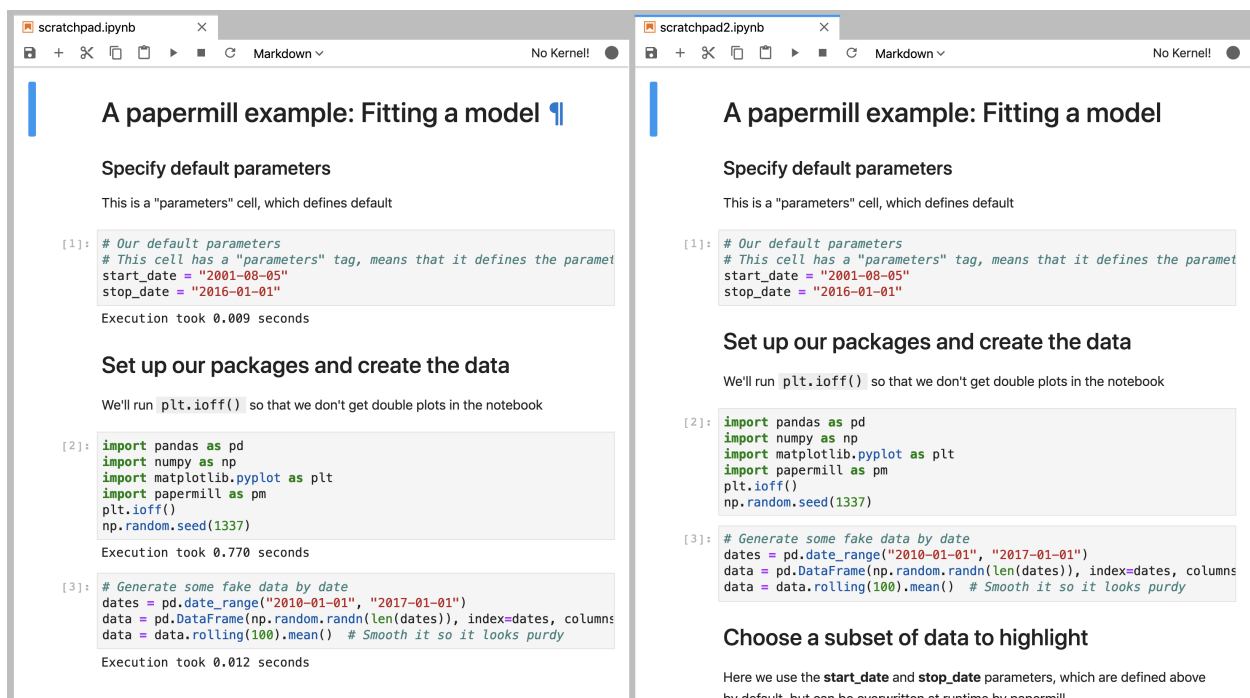 scratchpad.ipynb
Markdown
No Kernel!
A papermill example: Fitting a model ¶
Specify default parameters
This is a "parameters" cell, which defines default
[1]:
# Our default parameters
# This cell has a "parameters" tag, means that it defines the paramet
start_date = "2001-08-05"
stop_date = "2016-01-01"
Execution took 0.009 seconds
Set up our packages and create the data
We'll run plt.ioff() so that we don't get double plots in the notebook
[2]:
import pandas as pd
import numpy as np
import matplotlib.pyplot as plt
import papermill as pm
plt.ioff()
np.random.seed(1337)
Execution took 0.770 seconds
[3]:
# Generate some fake data by date
dates = pd.date_range("2010-01-01", "2017-01-01")
data = pd.DataFrame(np.random.randn(len(dates)), index=dates, columns
data = data.rolling(100).mean()  # Smooth it so it looks purdy
Execution took 0.012 seconds
scratchpad2.ipynb
Markdown
No Kernel!
A papermill example: Fitting a model
Specify default parameters
This is a "parameters" cell, which defines default
[1]:
# Our default parameters
# This cell has a "parameters" tag, means that it defines the paramet
start_date = "2001-08-05"
stop_date = "2016-01-01"
Set up our packages and create the data
We'll run plt.ioff() so that we don't get double plots in the notebook
[2]:
import pandas as pd
import numpy as np
import matplotlib.pyplot as plt
import papermill as pm
plt.ioff()
np.random.seed(1337)
[3]:
# Generate some fake data by date
dates = pd.date_range("2010-01-01", "2017-01-01")
data = pd.DataFrame(np.random.randn(len(dates)), index=dates, columns
data = data.rolling(100).mean()  # Smooth it so it looks purdy
Choose a subset of data to highlight
Here we use the start_date and stop_date parameters, which are defined above
by default, but can be overwritten at runtime by papermill.